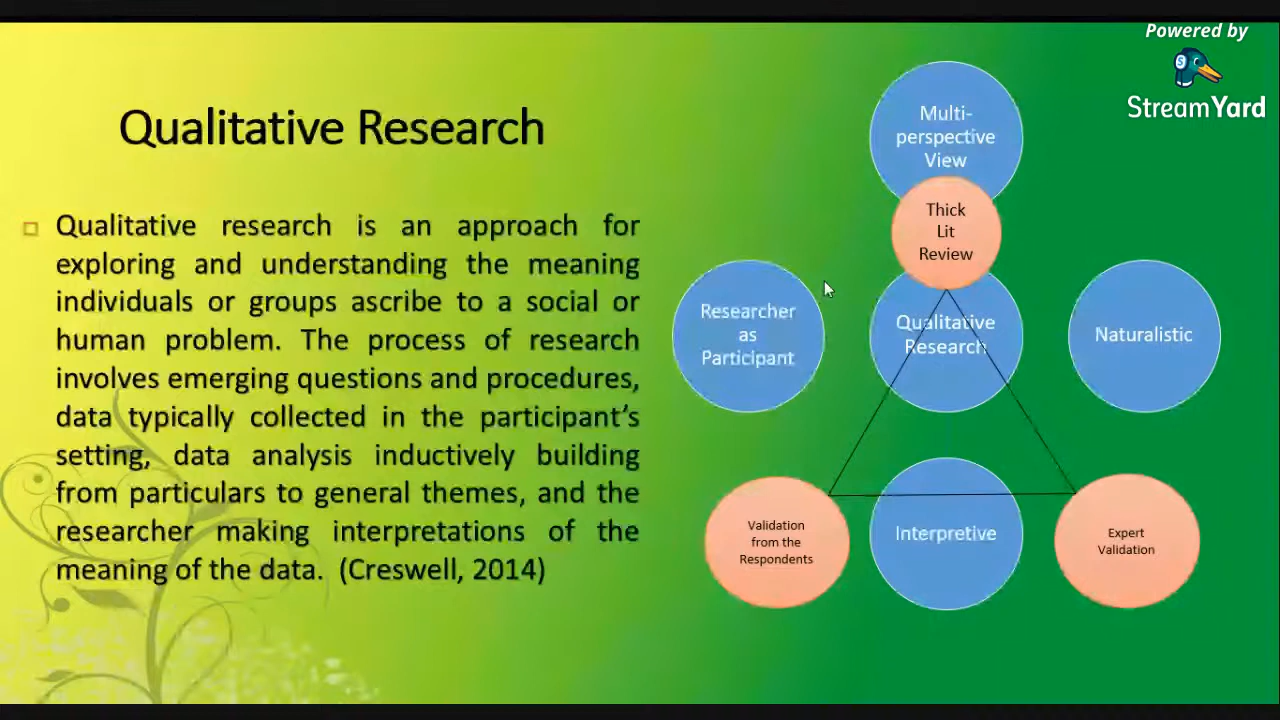 Powered by
StreamYard
Qualitative Research
Qualitative research is an approach for
exploring and understanding the meaning
individuals or groups ascribe to a social or
human problem. The process of research
involves emerging questions and procedures,
data typically collected in the participant's
setting, data analysis inductively building
from particulars to general themes, and the
researcher making interpretations of the
meaning of the data. (Creswell, 2014)
Multi-
perspective
View
Thick
Lit
Review
Researcher
as
Participant
Qualitative
Research
Naturalistic
Validation
from the
Respondents
Interpretive
Expert
Validation